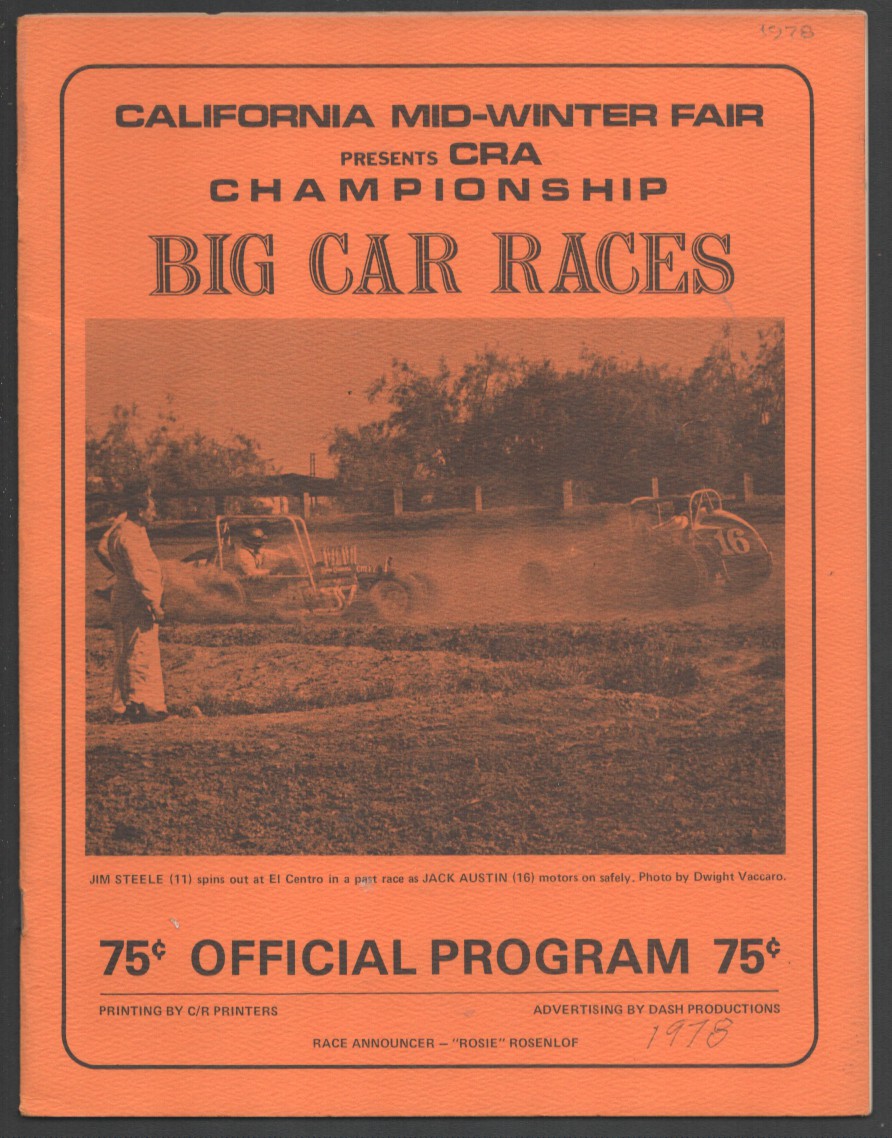 1978
CALIFORNIA MID-WINTER FAIR
PRESENTS CRA
CHAMPIONSHIP
BIG CAR RACES
16
JIM STEELE (11) spins out at El Centro in a past race as JACK AUSTIN (16) motors on safely. Photo by Dwight Vaccaro.
75¢ OFFICIAL PROGRAM 75¢
PRINTING BY C/R PRINTERS ADVERTISING BY DASH PRODUCTIONS
1978
RACE ANNOUNCER – "ROSIE" ROSENLOF